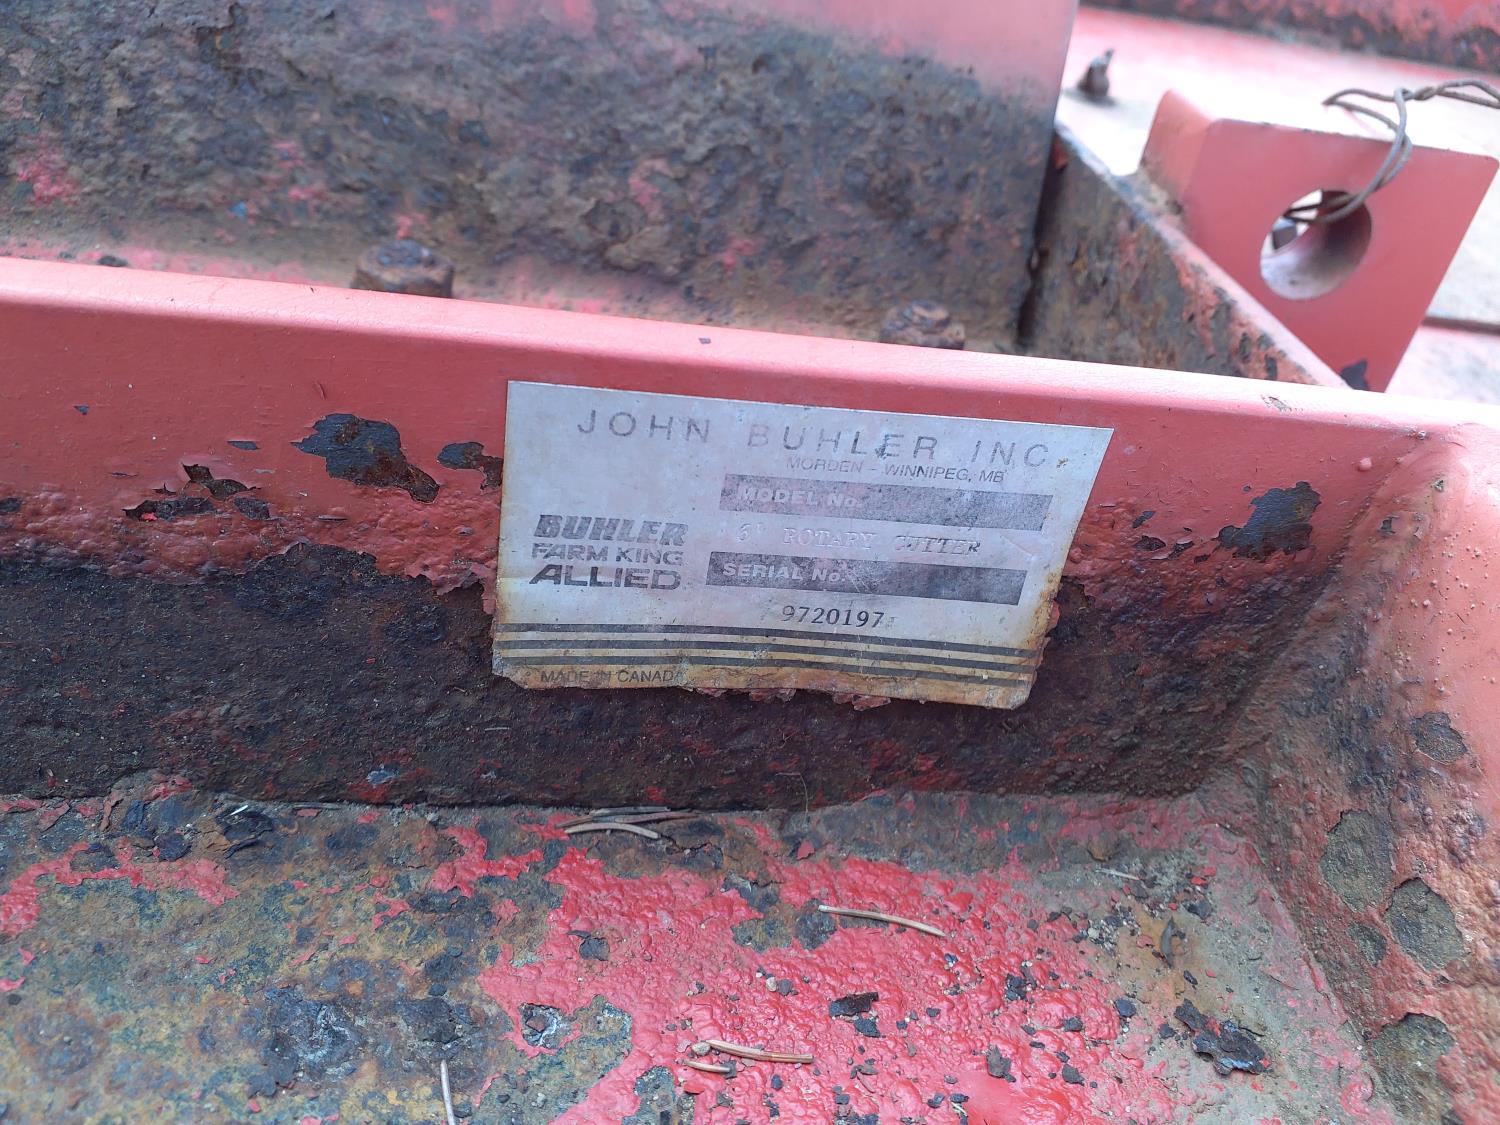 JOHN BUHLER INC.
MORDEN - WINNIPEG, MB
MODEL No.
6' ROTARY CUTTER
BUHLER
FARM KING
ALLIED
SERIAL No.
9720197
MADE IN CANADA